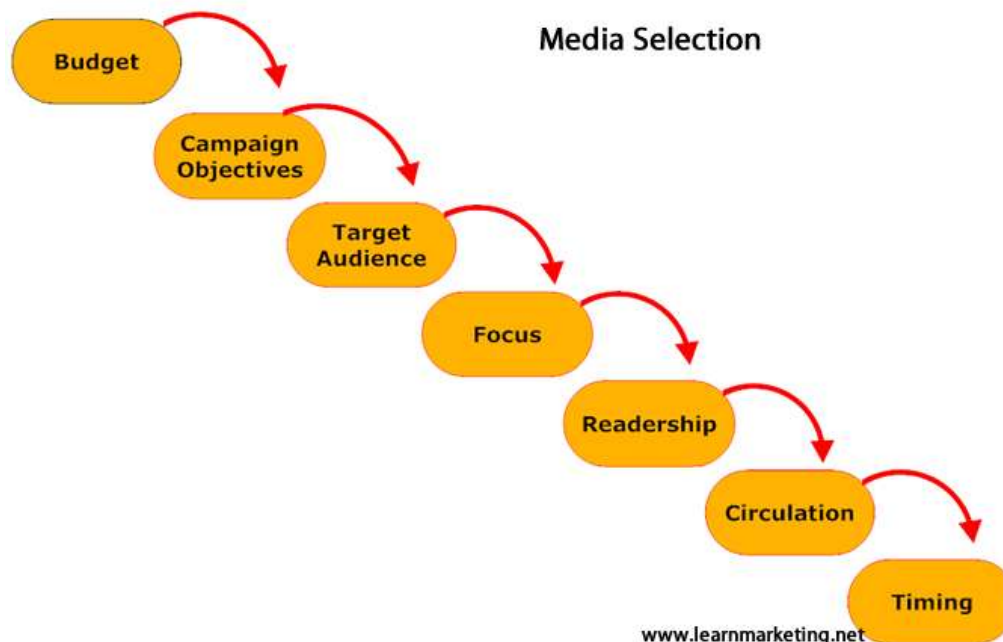 Media Selection
Budget
Campaign
Objectives
Target
Audience
Focus
Readership
Circulation
Timing
www.learnmarketing.net